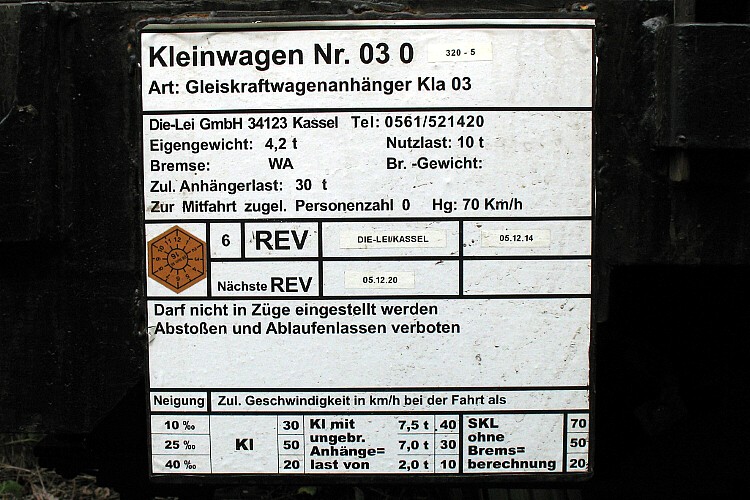 Kleinwagen Nr. 03 0 320 - 5
Art: Gleiskraftwagenanhänger Kla 03
Die-Lei GmbH 34123 Kassel Tel: 0561/521420
Eigengewicht: 4,2 t Nutzlast: 10 t
Bremse: WA Br. -Gewicht:
Zul. Anhängerlast: 30 t
Zur Mitfahrt zugel. Personenzahl 0 Hg: 70 Km/h
6 REV DIE-LEI/KASSEL 05.12.14
Nächste REV 05.12.20
Darf nicht in Züge eingestellt werden
Abstoßen und Ablaufenlassen verboten
Neigung Zul. Geschwindigkeit in km/h bei der Fahrt als
10 ‰ 30 KI mit 7,5 t 40 SKL 70
25 ‰ KI 50 ungebr. Anhänge= 7,0 t 30 ohne Brems= 50
40 ‰ 20 last von 2,0 t 10 berechnung 20